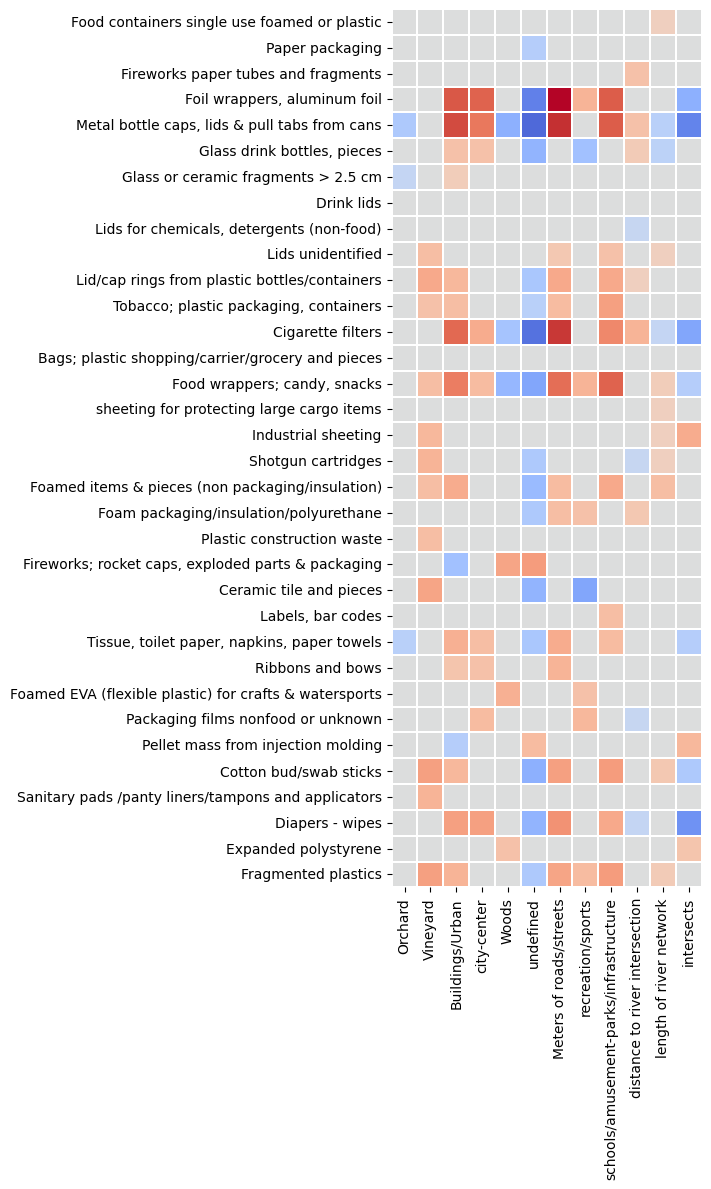 Food containers single use foamed or plastic
Paper packaging
Fireworks paper tubes and fragments
Foil wrappers, aluminum foil
Metal bottle caps, lids & pull tabs from cans
Glass drink bottles, pieces
Glass or ceramic fragments > 2.5 cm
Drink lids
Lids for chemicals, detergents (non-food)
Lids unidentified
Lid/cap rings from plastic bottles/containers
Tobacco; plastic packaging, containers
Cigarette filters
Bags; plastic shopping/carrier/grocery and pieces
Food wrappers; candy, snacks
sheeting for protecting large cargo items
Industrial sheeting
Shotgun cartridges
Foamed items & pieces (non packaging/insulation)
Foam packaging/insulation/polyurethane
Plastic construction waste
Fireworks; rocket caps, exploded parts & packaging
Ceramic tile and pieces
Labels, bar codes
Tissue, toilet paper, napkins, paper towels
Ribbons and bows
Foamed EVA (flexible plastic) for crafts & watersports
Packaging films nonfood or unknown
Pellet mass from injection molding
Cotton bud/swab sticks
Sanitary pads /panty liners/tampons and applicators
Diapers - wipes
Expanded polystyrene
Fragmented plastics
Orchard
Vineyard
Buildings/Urban
city-center
Woods
undefined
Meters of roads/streets
recreation/sports
schools/amusement-parks/infrastructure
distance to river intersection
length of river network
intersects